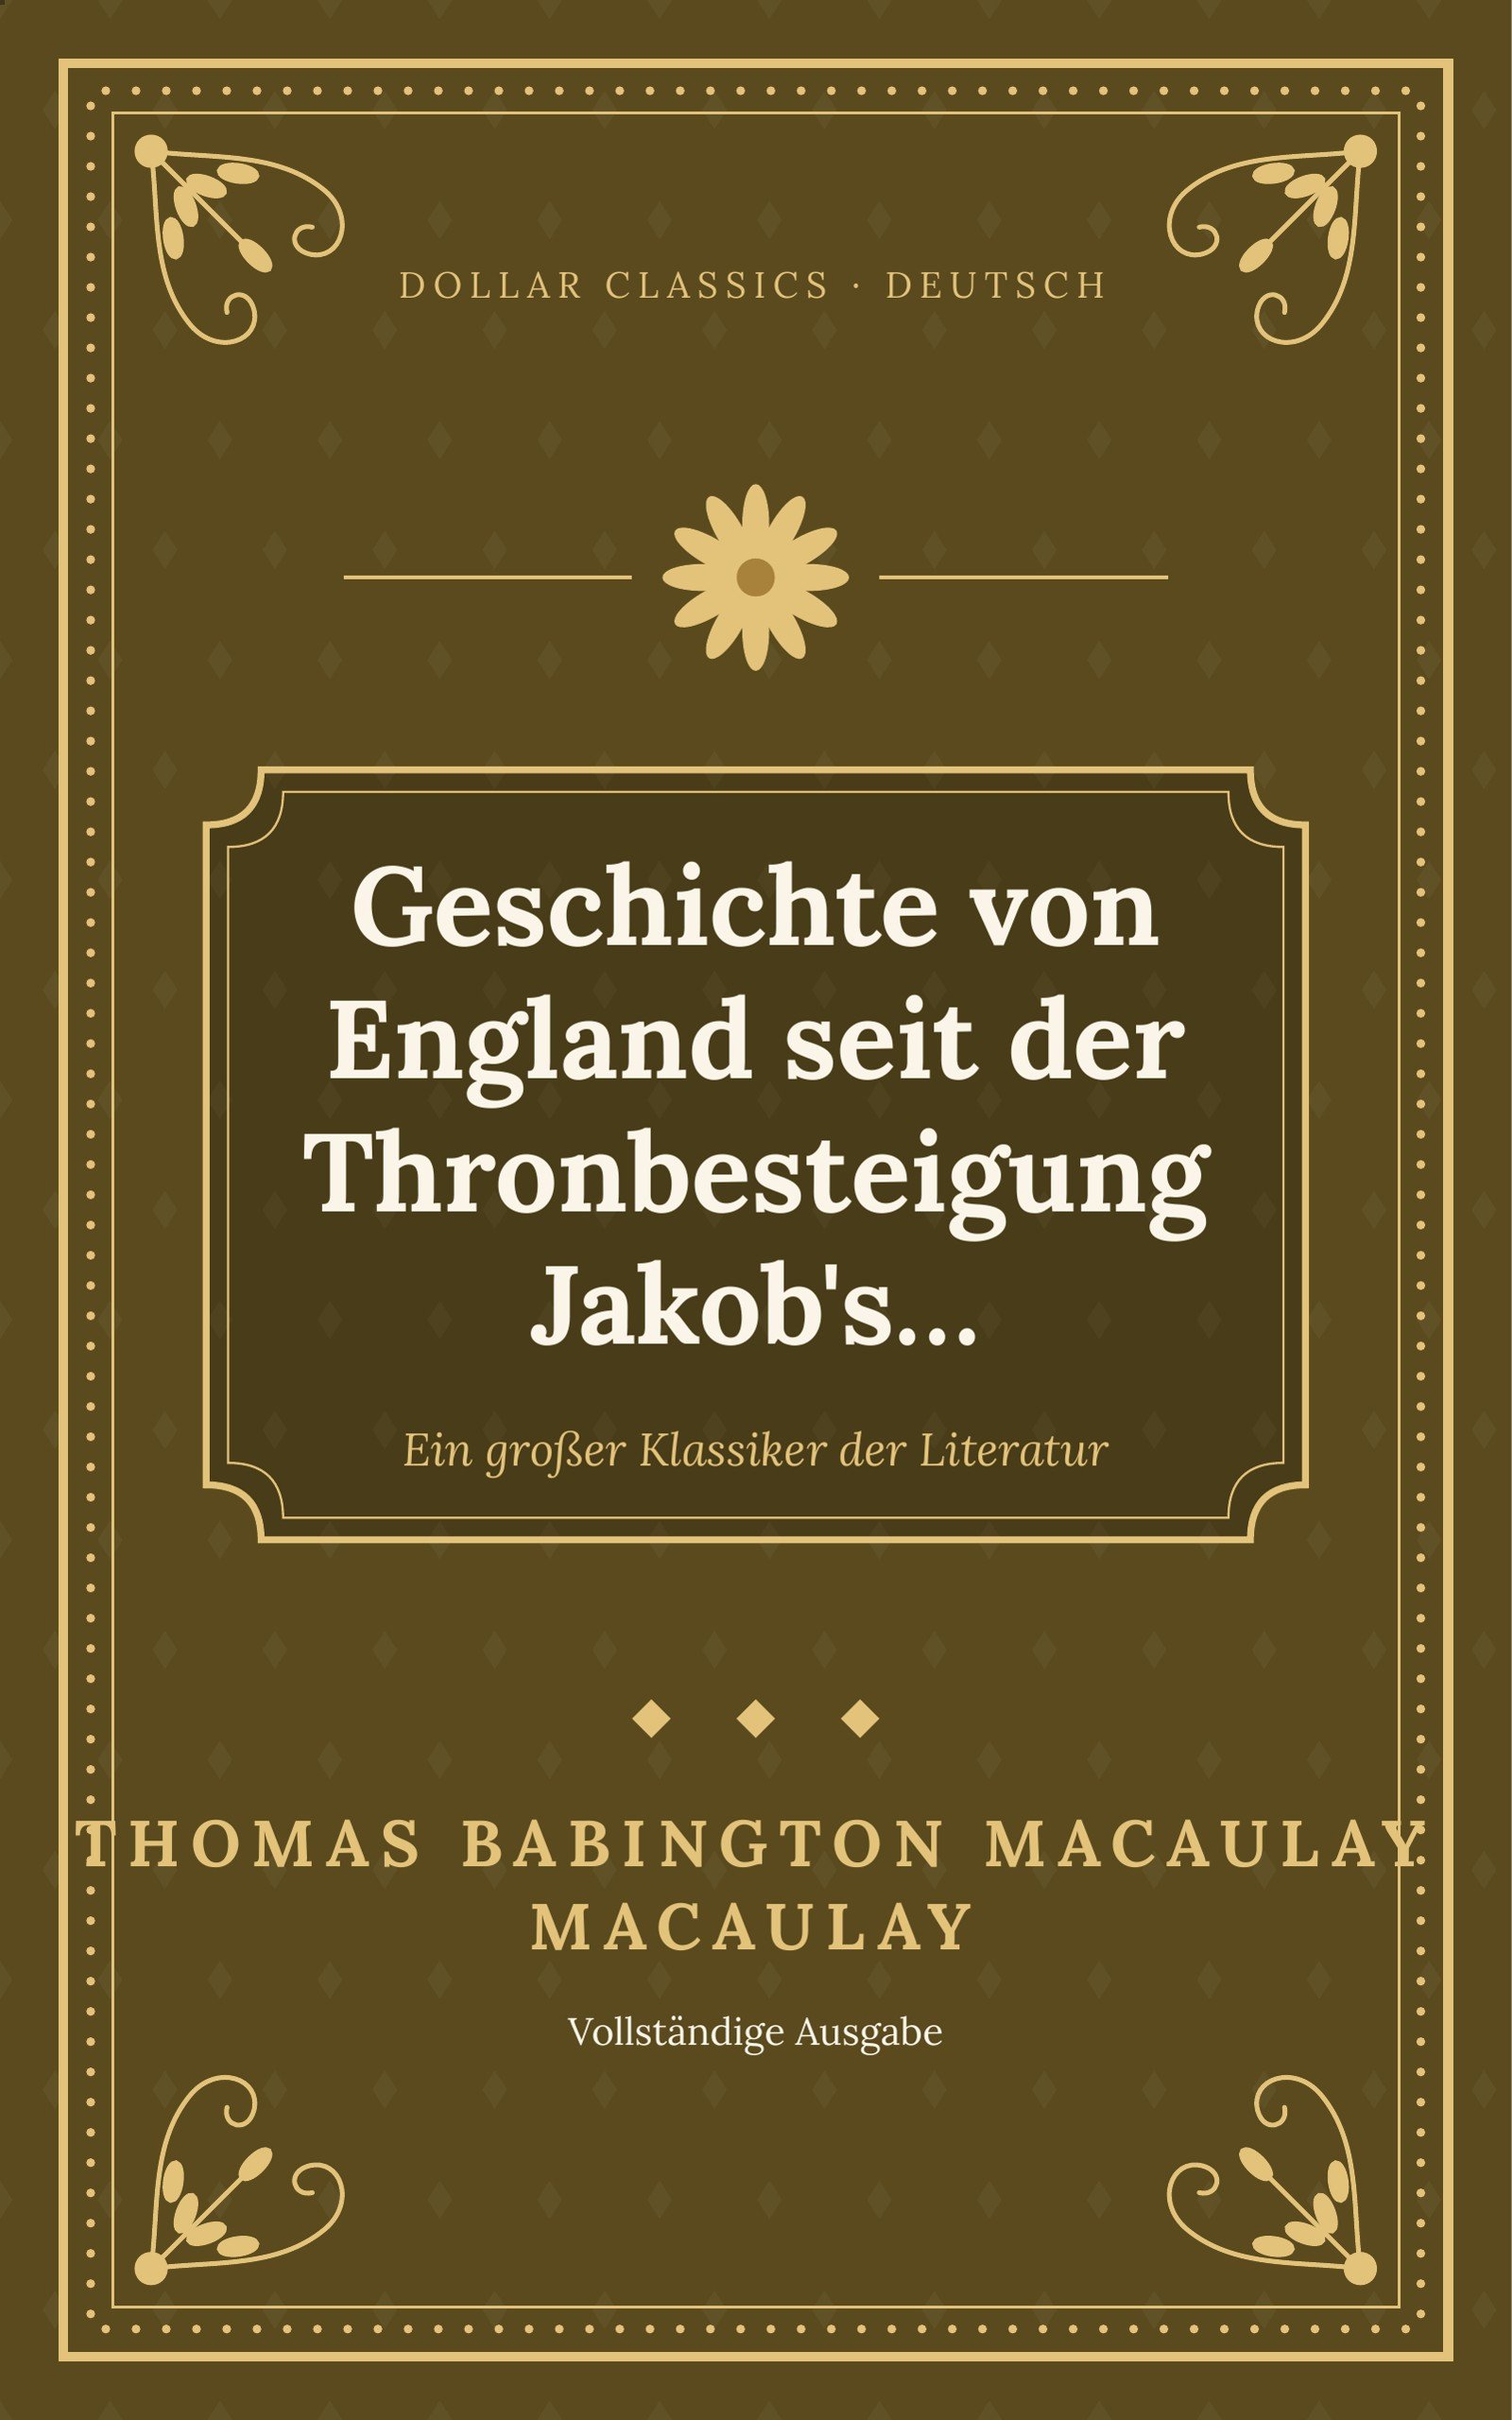 DOLLAR CLASSICS · DEUTSCH
Geschichte von
England seit der
Thronbesteigung
Jakob's...
Ein großer Klassiker der Literatur
THOMAS BABINGTON MACAULAY
MACAULAY
Vollständige Ausgabe